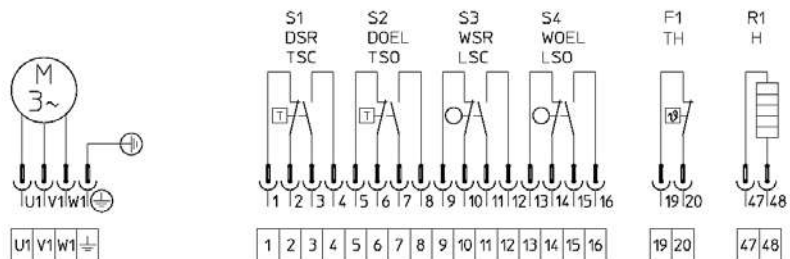 S1 S2 S3 S4 F1 R1
DSR DOEL WSR WOEL TH H
TSC TSO LSC LSO
M
3~
T T ϑ
U1 V1 W1 1 2 3 4 5 6 7 8 9 10 11 12 13 14 15 16 19 20 47 48
U1 V1 W1 ⏚ 1 2 3 4 5 6 7 8 9 10 11 12 13 14 15 16 19 20 47 48